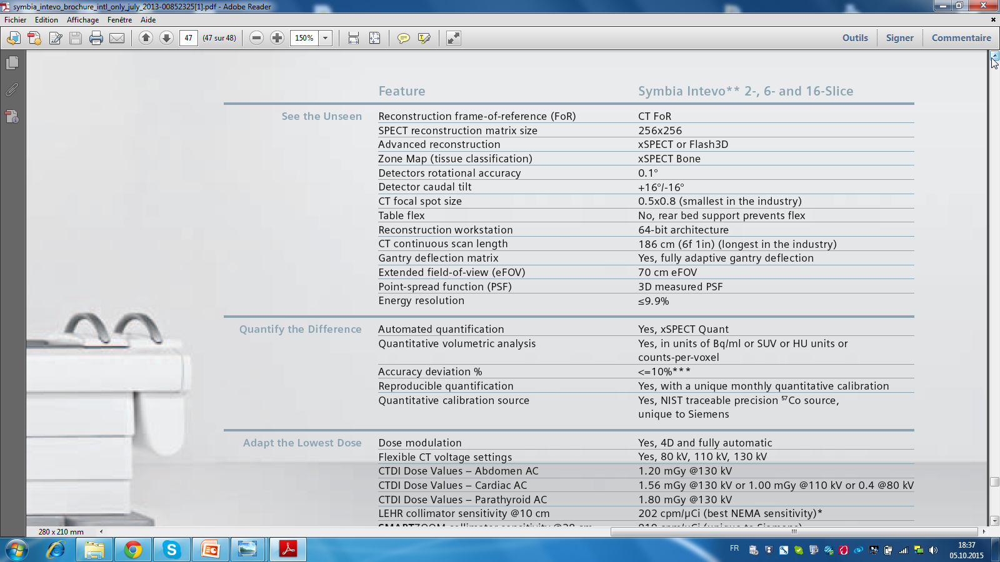 symbia_intevo_brochure_intl_only_july_2013-00852325[1].pdf - Adobe Reader
Fichier Edition Affichage Fenêtre Aide
47 (47 sur 48) 150% Outils Signer Commentaire
Feature Symbia Intevo** 2-, 6- and 16-Slice
See the Unseen Reconstruction frame-of-reference (FoR) CT FoR
SPECT reconstruction matrix size 256x256
Advanced reconstruction xSPECT or Flash3D
Zone Map (tissue classification) xSPECT Bone
Detectors rotational accuracy 0.1°
Detector caudal tilt +16°/-16°
CT focal spot size 0.5x0.8 (smallest in the industry)
Table flex No, rear bed support prevents flex
Reconstruction workstation 64-bit architecture
CT continuous scan length 186 cm (6f 1in) (longest in the industry)
Gantry deflection matrix Yes, fully adaptive gantry deflection
Extended field-of-view (eFOV) 70 cm eFOV
Point-spread function (PSF) 3D measured PSF
Energy resolution ≤9.9%
Quantify the Difference Automated quantification Yes, xSPECT Quant
Quantitative volumetric analysis Yes, in units of Bq/ml or SUV or HU units or
counts-per-voxel
Accuracy deviation % <=10%***
Reproducible quantification Yes, with a unique monthly quantitative calibration
Quantitative calibration source Yes, NIST traceable precision ⁵⁷Co source,
unique to Siemens
Adapt the Lowest Dose Dose modulation Yes, 4D and fully automatic
Flexible CT voltage settings Yes, 80 kV, 110 kV, 130 kV
CTDI Dose Values – Abdomen AC 1.20 mGy @130 kV
CTDI Dose Values – Cardiac AC 1.56 mGy @130 kV or 1.00 mGy @110 kV or 0.4 @80 kV
CTDI Dose Values – Parathyroid AC 1.80 mGy @130 kV
LEHR collimator sensitivity @10 cm 202 cpm/µCi (best NEMA sensitivity)*
SMARTZOOM collimator sensitivity @28 cm 810 cpm/µCi (unique to Siemens)
280 x 210 mm
FR 18:37
05.10.2015